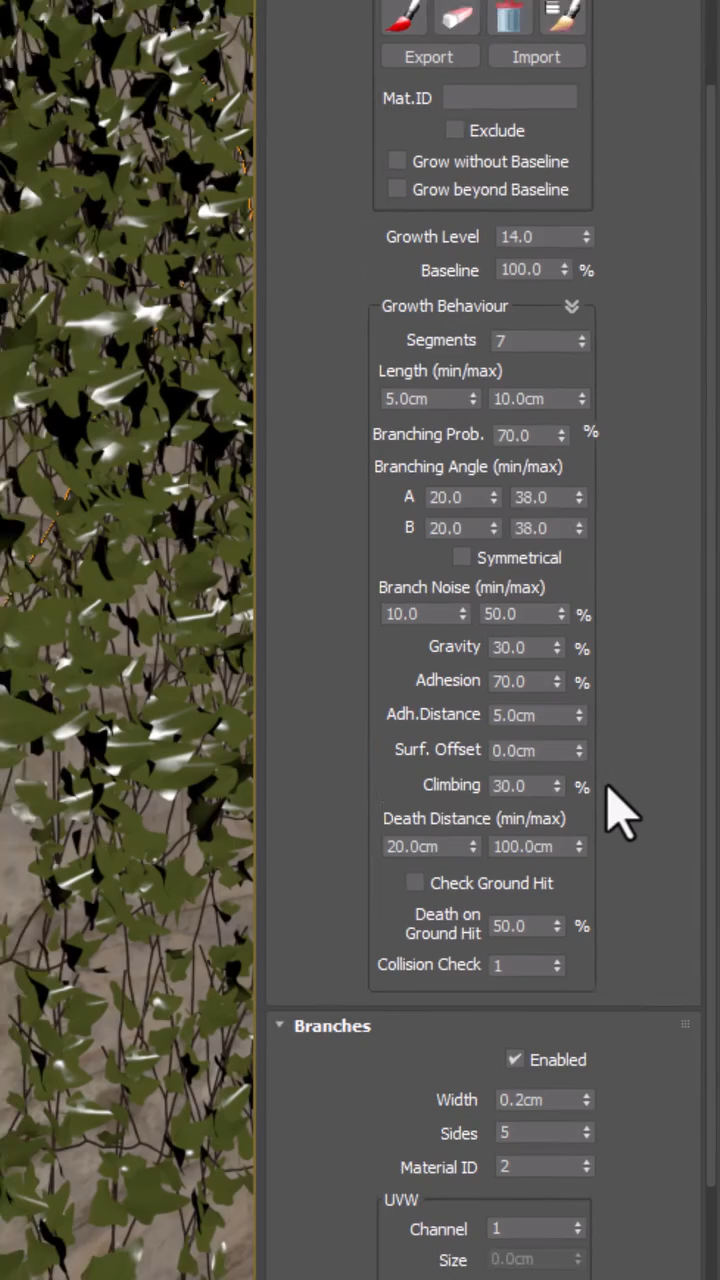 Export Import
Mat.ID
Exclude
Grow without Baseline
Grow beyond Baseline
Growth Level 14.0
Baseline 100.0 %
Growth Behaviour
Segments 7
Length (min/max)
5.0cm 10.0cm
Branching Prob. 70.0 %
Branching Angle (min/max)
A 20.0 38.0
B 20.0 38.0
Symmetrical
Branch Noise (min/max)
10.0 50.0 %
Gravity 30.0 %
Adhesion 70.0 %
Adh.Distance 5.0cm
Surf. Offset 0.0cm
Climbing 30.0 %
Death Distance (min/max)
20.0cm 100.0cm
Check Ground Hit
Death on
Ground Hit 50.0 %
Collision Check 1
Branches
Enabled
Width 0.2cm
Sides 5
Material ID 2
UVW
Channel 1
Size 0.0cm